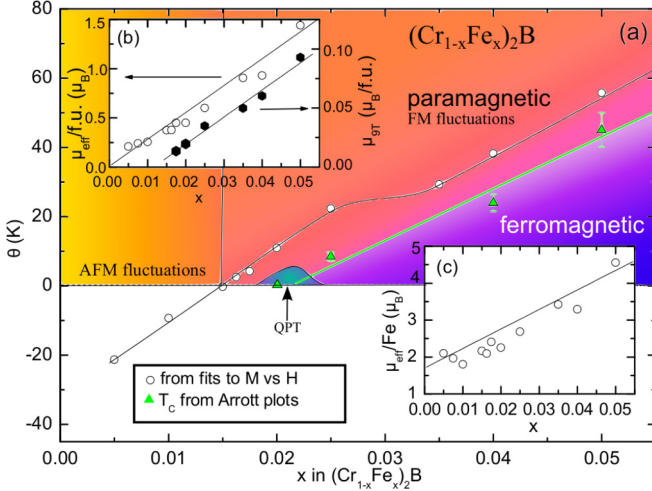 (Cr₁₋ₓFeₓ)₂B
(a)
paramagnetic
FM fluctuations
ferromagnetic
AFM fluctuations
QPT
○ from fits to M vs H
▲ T_c from Arrott plots
θ (K)
80
60
40
20
0
-20
-40
0.00 0.01 0.02 0.03 0.04 0.05
x in (Cr₁₋ₓFeₓ)₂B
(b)
μeff/f.u. (μB)
1.5
1.0
0.5
0.0
0.00 0.01 0.02 0.03 0.04 0.05
x
μ9T (μB/f.u.)
0.10
0.05
0.00
(c)
μeff/Fe (μB)
5
4
3
2
1
0.00 0.01 0.02 0.03 0.04 0.05
x